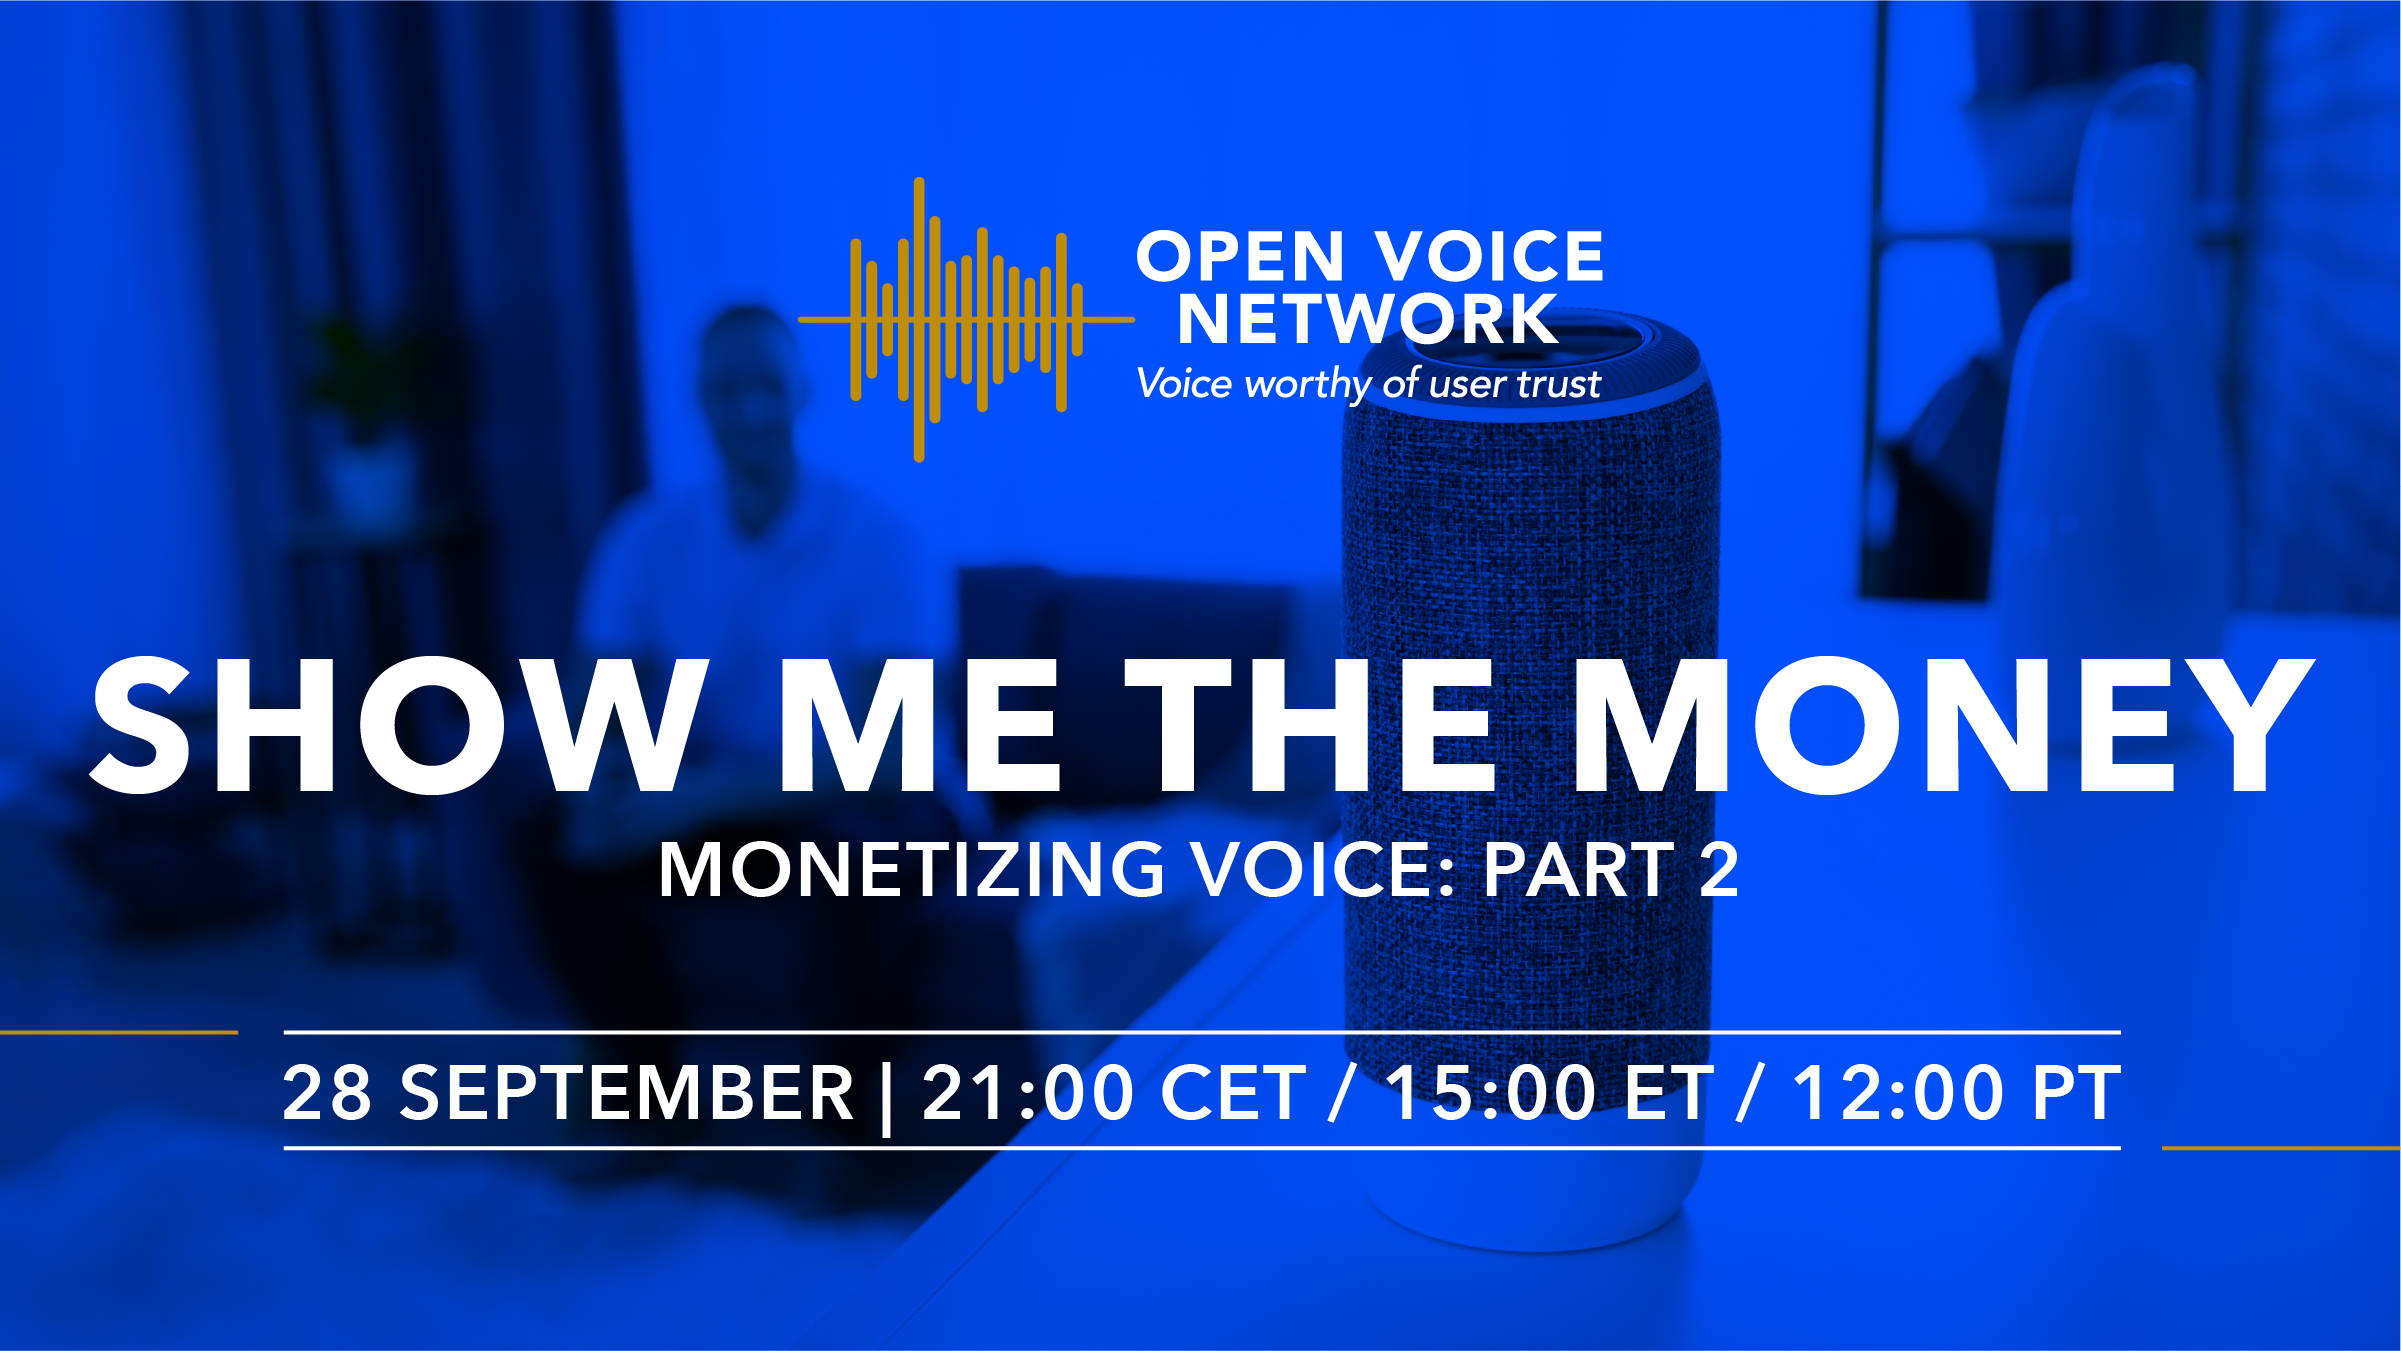 OPEN VOICE
NETWORK
Voice worthy of user trust
SHOW ME THE MONEY
MONETIZING VOICE: PART 2
28 SEPTEMBER | 21:00 CET / 15:00 ET / 12:00 PT